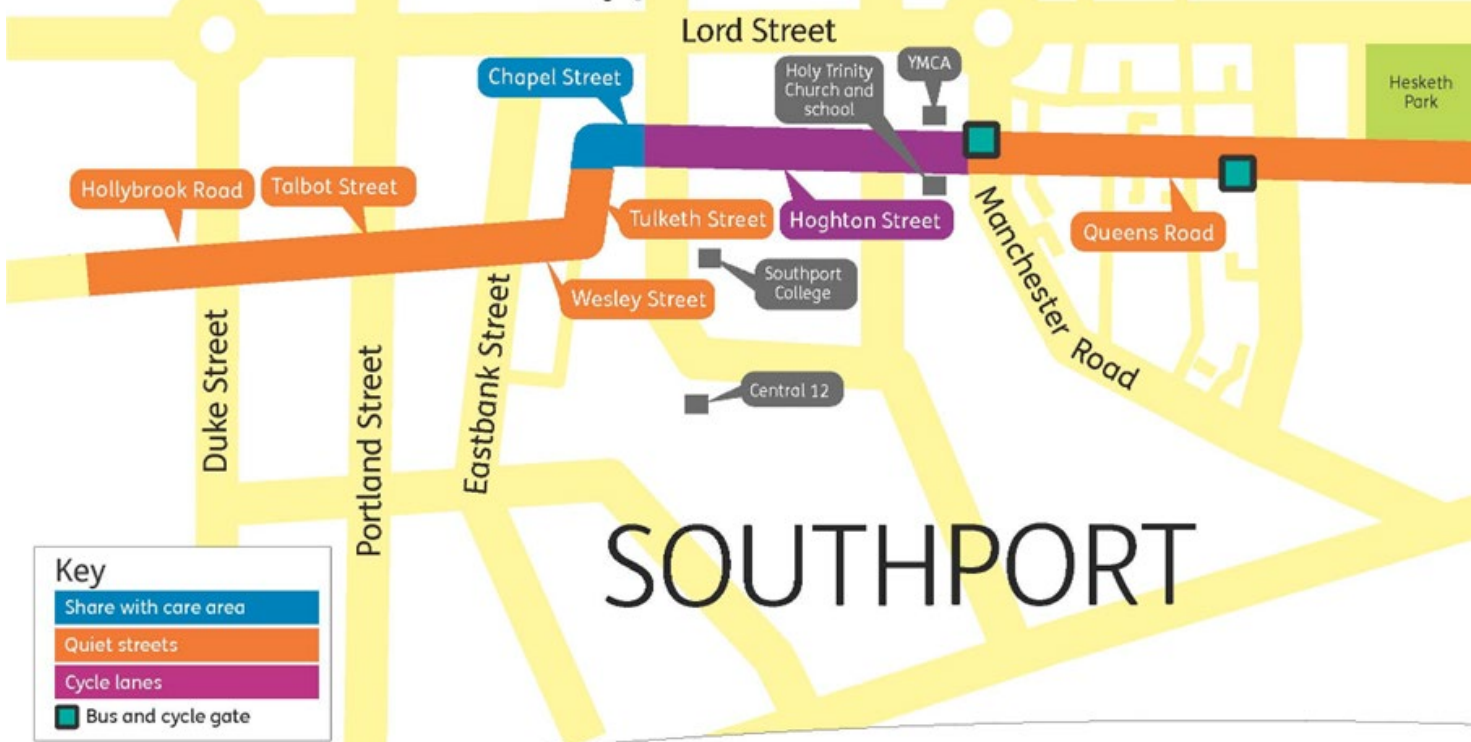 Lord Street
Chapel Street
Holy Trinity
Church and
school
YMCA
Hesketh
Park
Hollybrook Road
Talbot Street
Tulketh Street
Hoghton Street
Queens Road
Wesley Street
Southport
College
Manchester Road
Central 12
Duke Street
Portland Street
Eastbank Street
SOUTHPORT
Key
Share with care area
Quiet streets
Cycle lanes
Bus and cycle gate